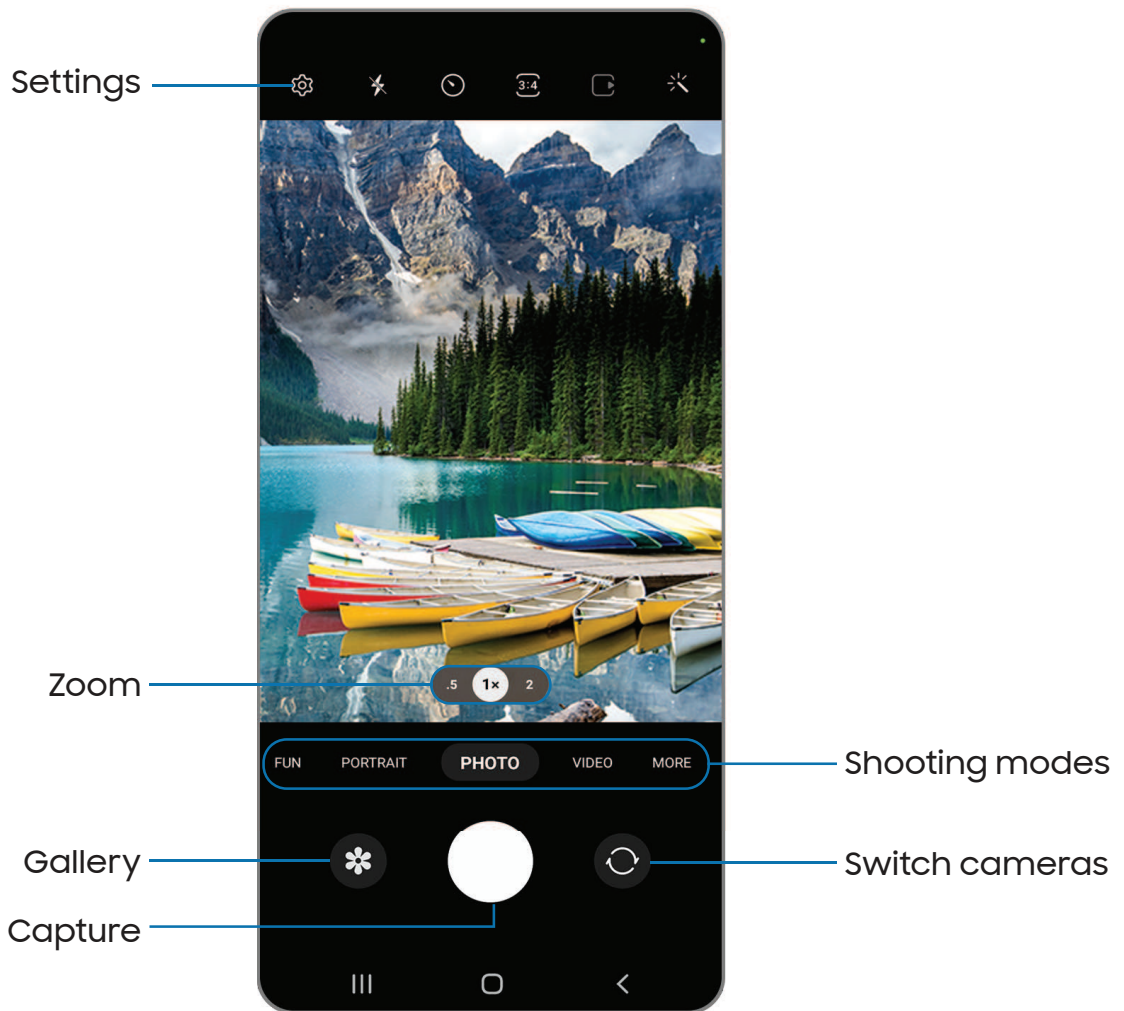 Settings
3:4
Zoom
.5 1× 2
FUN PORTRAIT PHOTO VIDEO MORE
Shooting modes
Gallery
Switch cameras
Capture